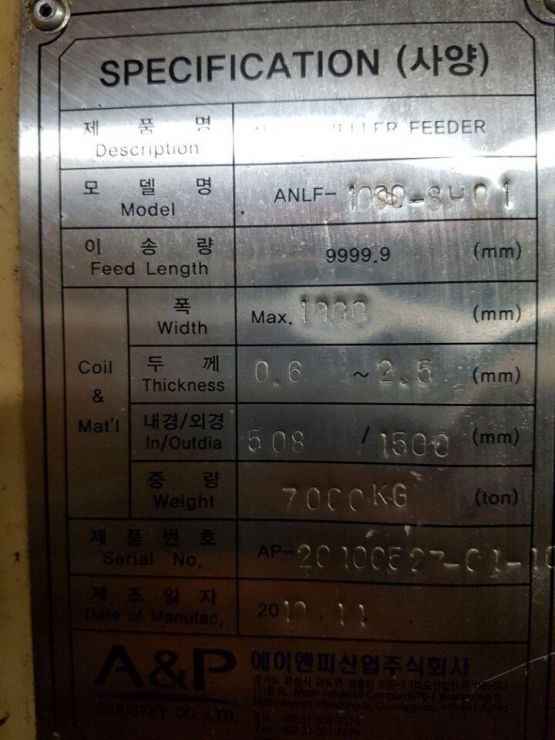 SPECIFICATION (사양)
제 품 명
Description
FEEDER
모 델 명
Model
ANLF-
이 송 량
Feed Length
9999.9 (mm)
Coil & Mat'l
폭
Width
Max. 1000 (mm)
두 께
Thickness
0.6 ~ 2.5 (mm)
내경/외경
In/Outdia
508 / 1500 (mm)
중 량
Weight
7000KG (ton)
제 품 번 호
Serial No.
AP-
제 조 일 자
Date of Manufac.
2010.11
A&P 에이앤피산업주식회사
INDUSTRY CO.,LTD.